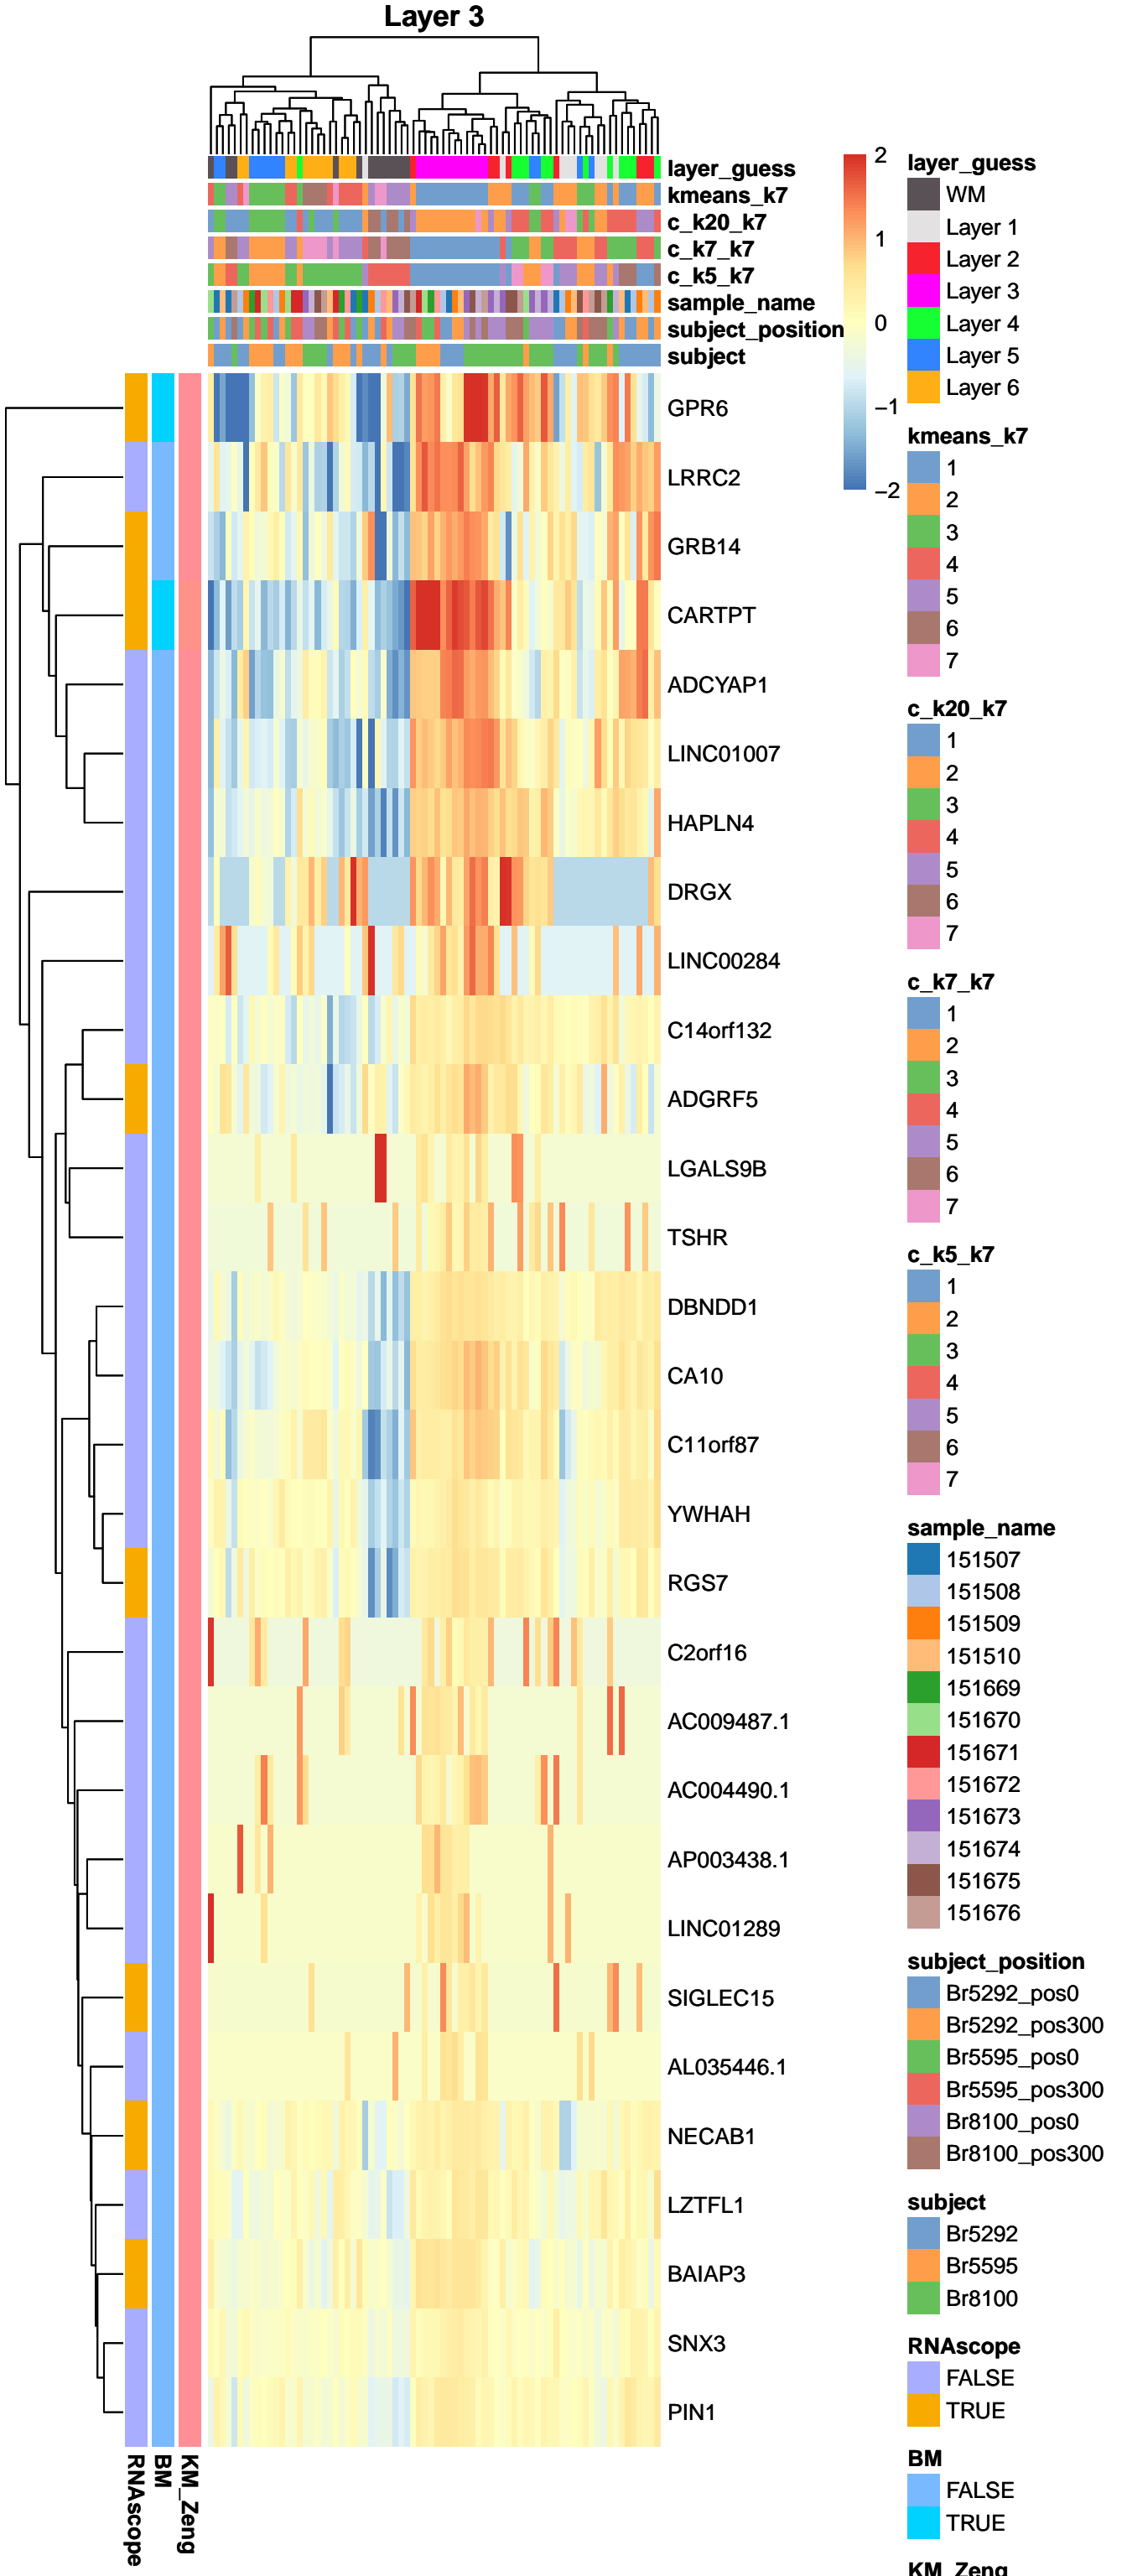 Layer 3
layer_guess
kmeans_k7
c_k20_k7
c_k7_k7
c_k5_k7
sample_name
subject_position
subject
GPR6
LRRC2
GRB14
CARTPT
ADCYAP1
LINC01007
HAPLN4
DRGX
LINC00284
C14orf132
ADGRF5
LGALS9B
TSHR
DBNDD1
CA10
C11orf87
YWHAH
RGS7
C2orf16
AC009487.1
AC004490.1
AP003438.1
LINC01289
SIGLEC15
AL035446.1
NECAB1
LZTFL1
BAIAP3
SNX3
PIN1
RNAscope
BM
KM_Zeng
2
1
0
−1
−2
layer_guess
WM
Layer 1
Layer 2
Layer 3
Layer 4
Layer 5
Layer 6
kmeans_k7
1
2
3
4
5
6
7
c_k20_k7
1
2
3
4
5
6
7
c_k7_k7
1
2
3
4
5
6
7
c_k5_k7
1
2
3
4
5
6
7
sample_name
151507
151508
151509
151510
151669
151670
151671
151672
151673
151674
151675
151676
subject_position
Br5292_pos0
Br5292_pos300
Br5595_pos0
Br5595_pos300
Br8100_pos0
Br8100_pos300
subject
Br5292
Br5595
Br8100
RNAscope
FALSE
TRUE
BM
FALSE
TRUE
KM_Zeng